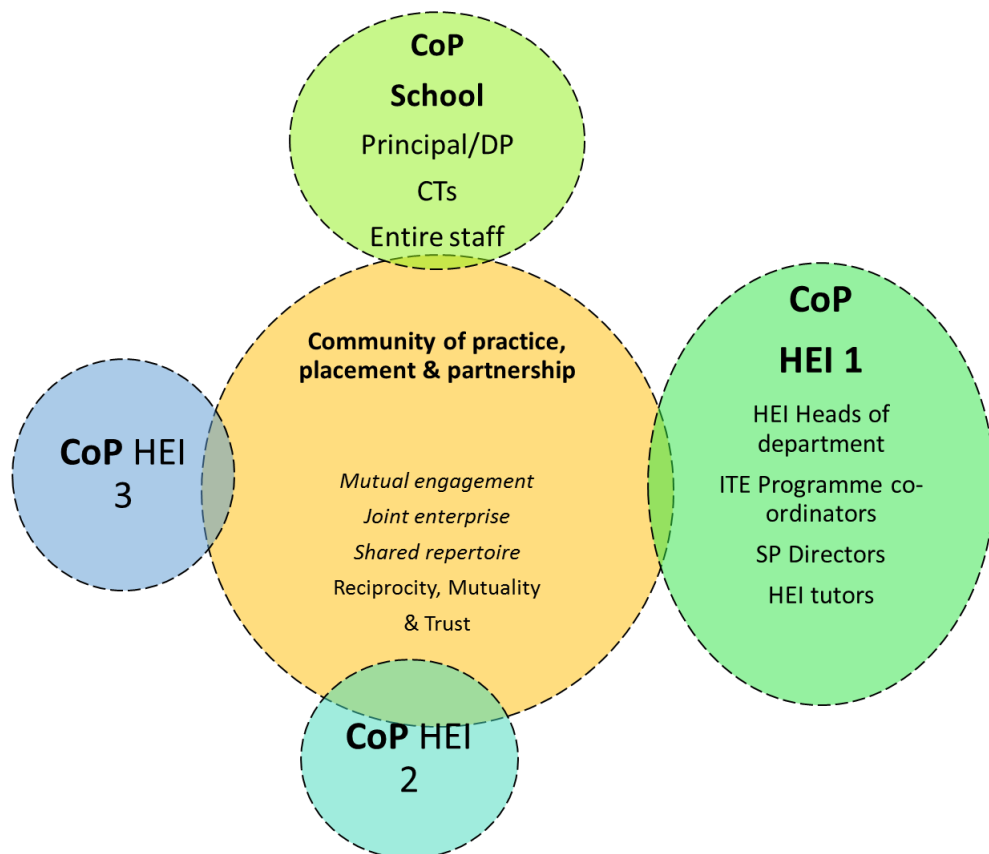 CoP
School
Principal/DP
CTs
Entire staff
Community of practice,
placement & partnership
Mutual engagement
Joint enterprise
Shared repertoire
Reciprocity, Mutuality
& Trust
CoP
HEI 1
HEI Heads of
department
ITE Programme co-
ordinators
SP Directors
HEI tutors
CoP HEI
3
CoP HEI
2